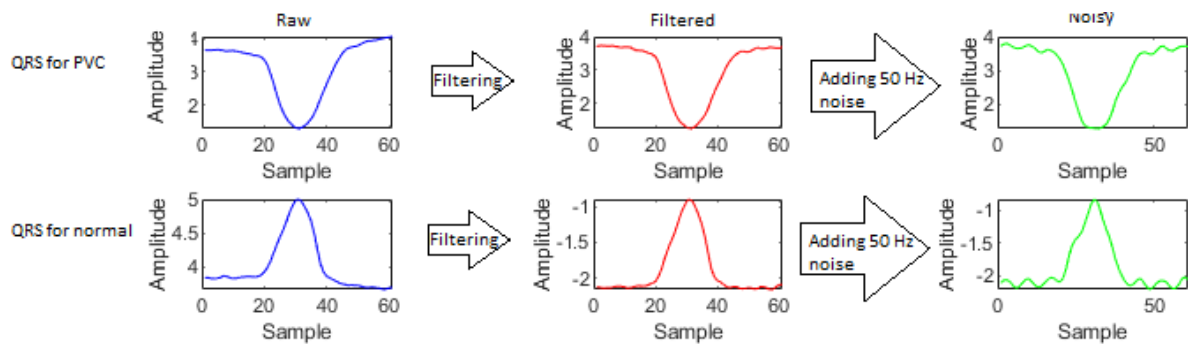 Raw
Filtered
Noisy
QRS for PVC
Amplitude
4
3
2
0 20 40 60
Sample
Filtering
Amplitude
4
3
2
0 20 40 60
Sample
Adding 50 Hz
noise
Amplitude
4
3
2
0 50
Sample
QRS for normal
Amplitude
5
4.5
4
0 20 40 60
Sample
Filtering
Amplitude
-1
-1.5
-2
0 20 40 60
Sample
Adding 50 Hz
noise
Amplitude
-1
-1.5
-2
0 50
Sample